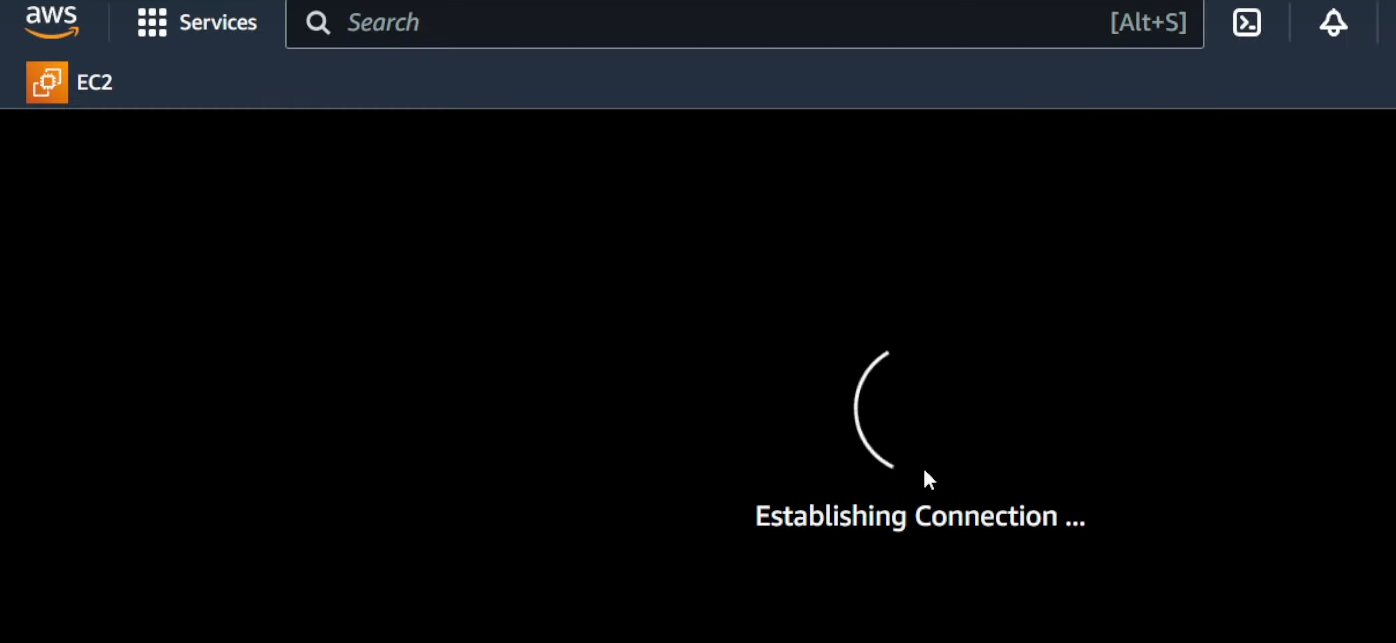 aws
Services
Search
[Alt+S]
EC2
Establishing Connection ...